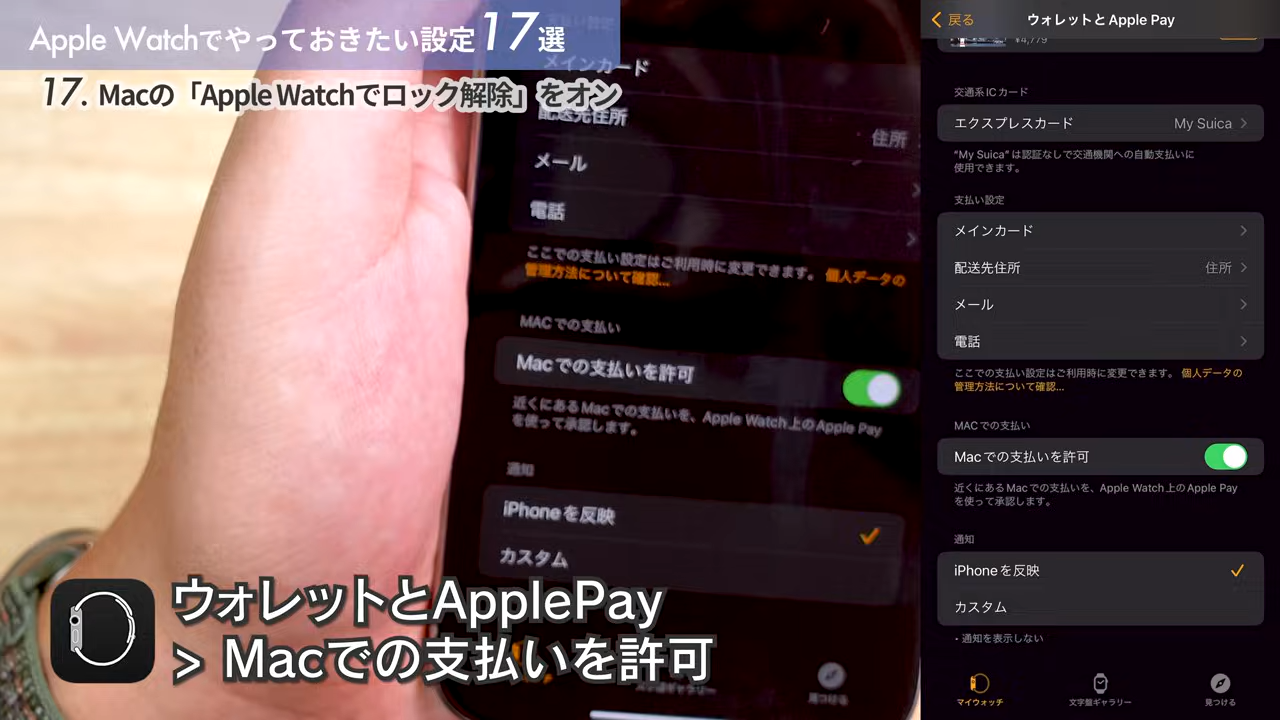 Apple Watchでやっておきたい設定17選
17. Macの「Apple Watchでロック解除」をオン
メインカード
配送先住所
住所
メール
電話
ここでの支払い設定はご利用時に変更できます。個人データの
管理方法について確認...
MACでの支払い
Macでの支払いを許可
近くにあるMacでの支払いを、Apple Watch上のApple Pay
を使って承認します。
通知
iPhoneを反映
カスタム
見つける
ウォレットとApplePay
> Macでの支払いを許可
戻る
ウォレットとApple Pay
¥4,779
交通系ICカード
エクスプレスカード My Suica
“My Suica”は認証なしで交通機関への自動支払いに
使用できます。
支払い設定
メインカード
配送先住所 住所
メール
電話
ここでの支払い設定はご利用時に変更できます。個人データの
管理方法について確認...
MACでの支払い
Macでの支払いを許可
近くにあるMacでの支払いを、Apple Watch上のApple Pay
を使って承認します。
通知
iPhoneを反映
カスタム
・通知を表示しない
マイウォッチ 文字盤ギャラリー 見つける